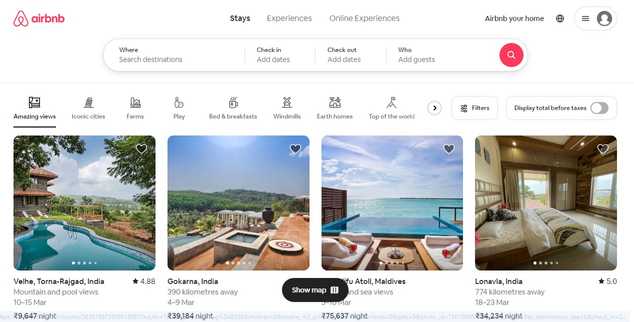 airbnb
Stays Experiences Online Experiences
Airbnb your home
Where
Search destinations
Check in
Add dates
Check out
Add dates
Who
Add guests
Amazing views
Iconic cities
Farms
Play
Bed & breakfasts
Windmills
Earth homes
Top of the world
Filters
Display total before taxes
Velhe, Torna-Rajgad, India
4.88
Mountain and pool views
10–15 Mar
₹9,647 night
Gokarna, India
390 kilometres away
4–9 Mar
₹39,184 night
fu Atoll, Maldives
nd sea views
Mar
₹75,637 night
Lonavla, India
5.0
774 kilometres away
18–23 Mar
₹34,234 night
Show map